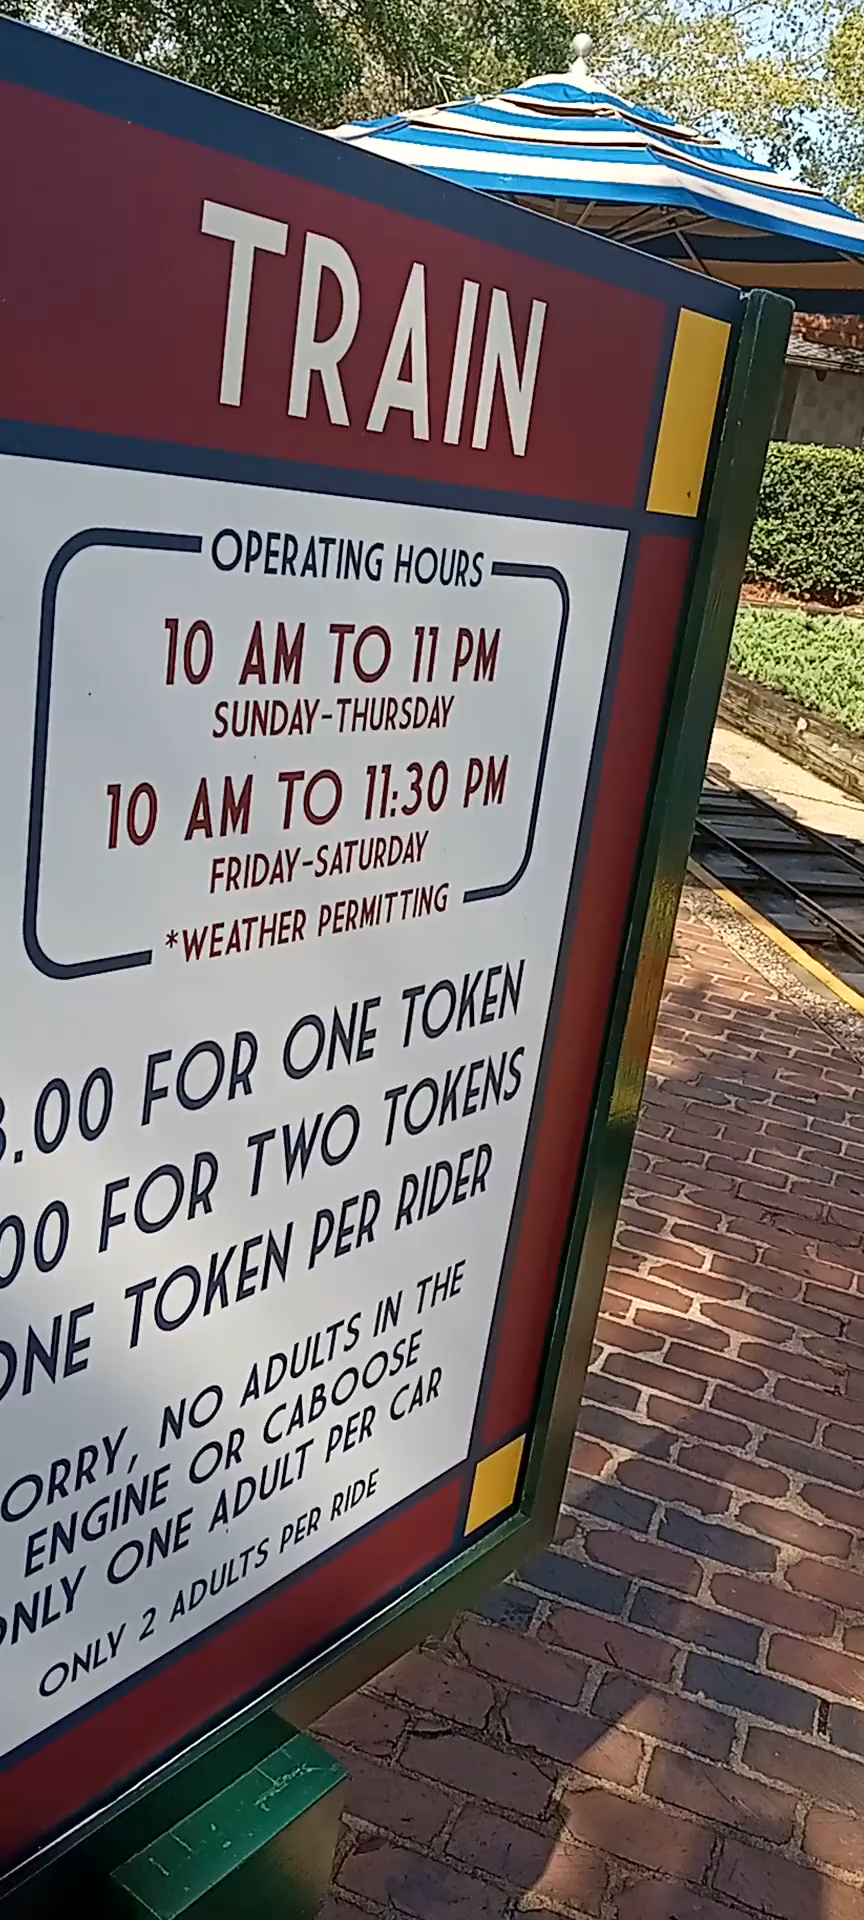 TRAIN
OPERATING HOURS
10 AM TO 11 PM
SUNDAY-THURSDAY
10 AM TO 11:30 PM
FRIDAY-SATURDAY
*WEATHER PERMITTING
.00 FOR ONE TOKEN
00 FOR TWO TOKENS
ONE TOKEN PER RIDER
ORRY, NO ADULTS IN THE
ENGINE OR CABOOSE
ONLY ONE ADULT PER CAR
ONLY 2 ADULTS PER RIDE